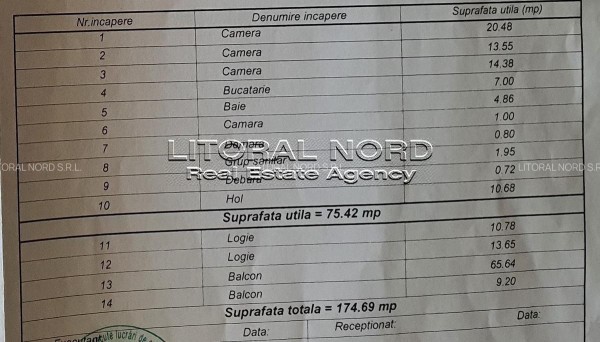 Nr.incapere Denumire incapere Suprafata utila (mp)
1 Camera 20.48
2 Camera 13.55
3 Camera 14.38
4 Bucatarie 7.00
5 Baie 4.86
6 Camara 1.00
7 0.80
LITORAL NORD
LITORAL NORD S.R.L.
LITORAL NORD S.R.L.
8 Grup sanitar 1.95
Real Estate Agency
9 Debara 0.72
10 Hol 10.68
Suprafata utila = 75.42 mp
11 Logie 10.78
12 Logie 13.65
13 Balcon 65.64
14 Balcon 9.20
Suprafata totala = 174.69 mp
Executant Data: Receptionat: Data: